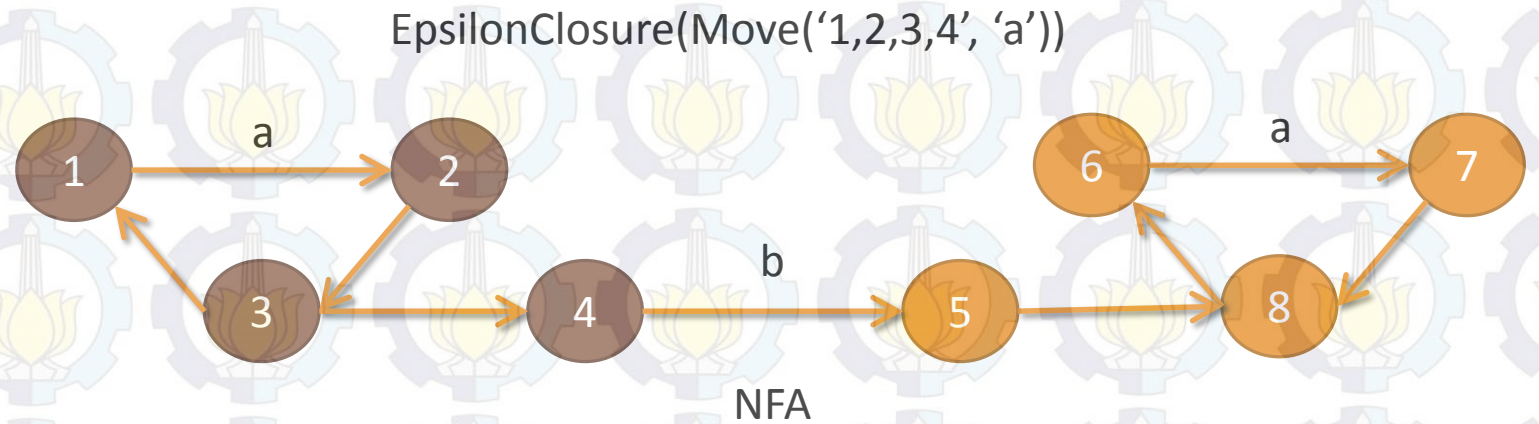 EpsilonClosure(Move(‘1,2,3,4’, ‘a’))
a
a
1
2
6
7
b
3
4
5
8
NFA